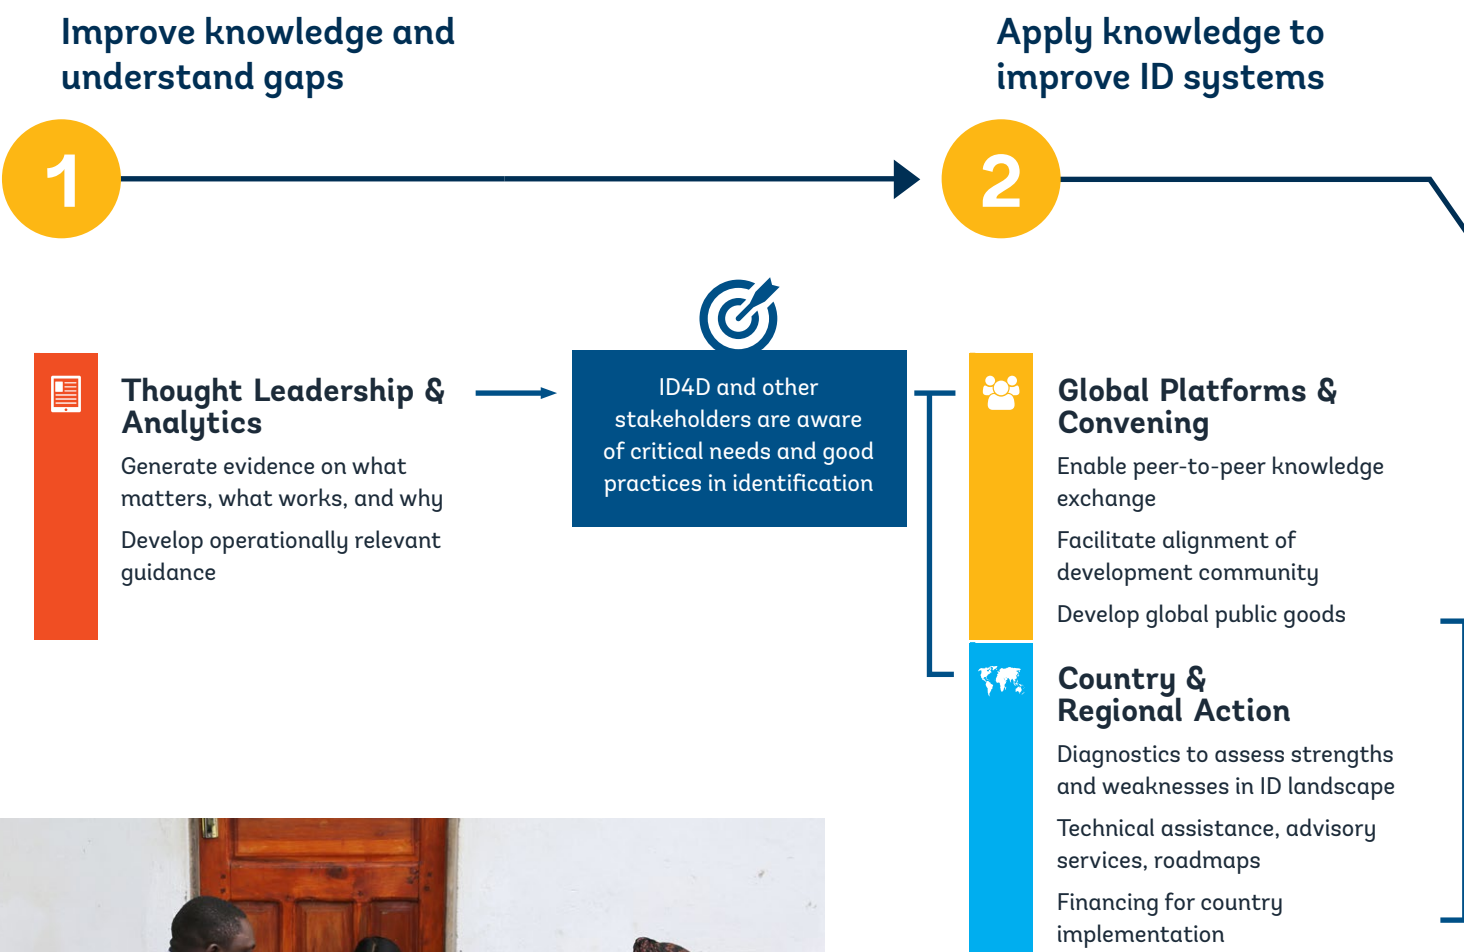 Improve knowledge and
understand gaps
Apply knowledge to
improve ID systems
1
2
Thought Leadership &
Analytics
Generate evidence on what
matters, what works, and why
Develop operationally relevant
guidance
ID4D and other
stakeholders are aware
of critical needs and good
practices in identification
Global Platforms &
Convening
Enable peer-to-peer knowledge
exchange
Facilitate alignment of
development community
Develop global public goods
Country &
Regional Action
Diagnostics to assess strengths
and weaknesses in ID landscape
Technical assistance, advisory
services, roadmaps
Financing for country
implementation